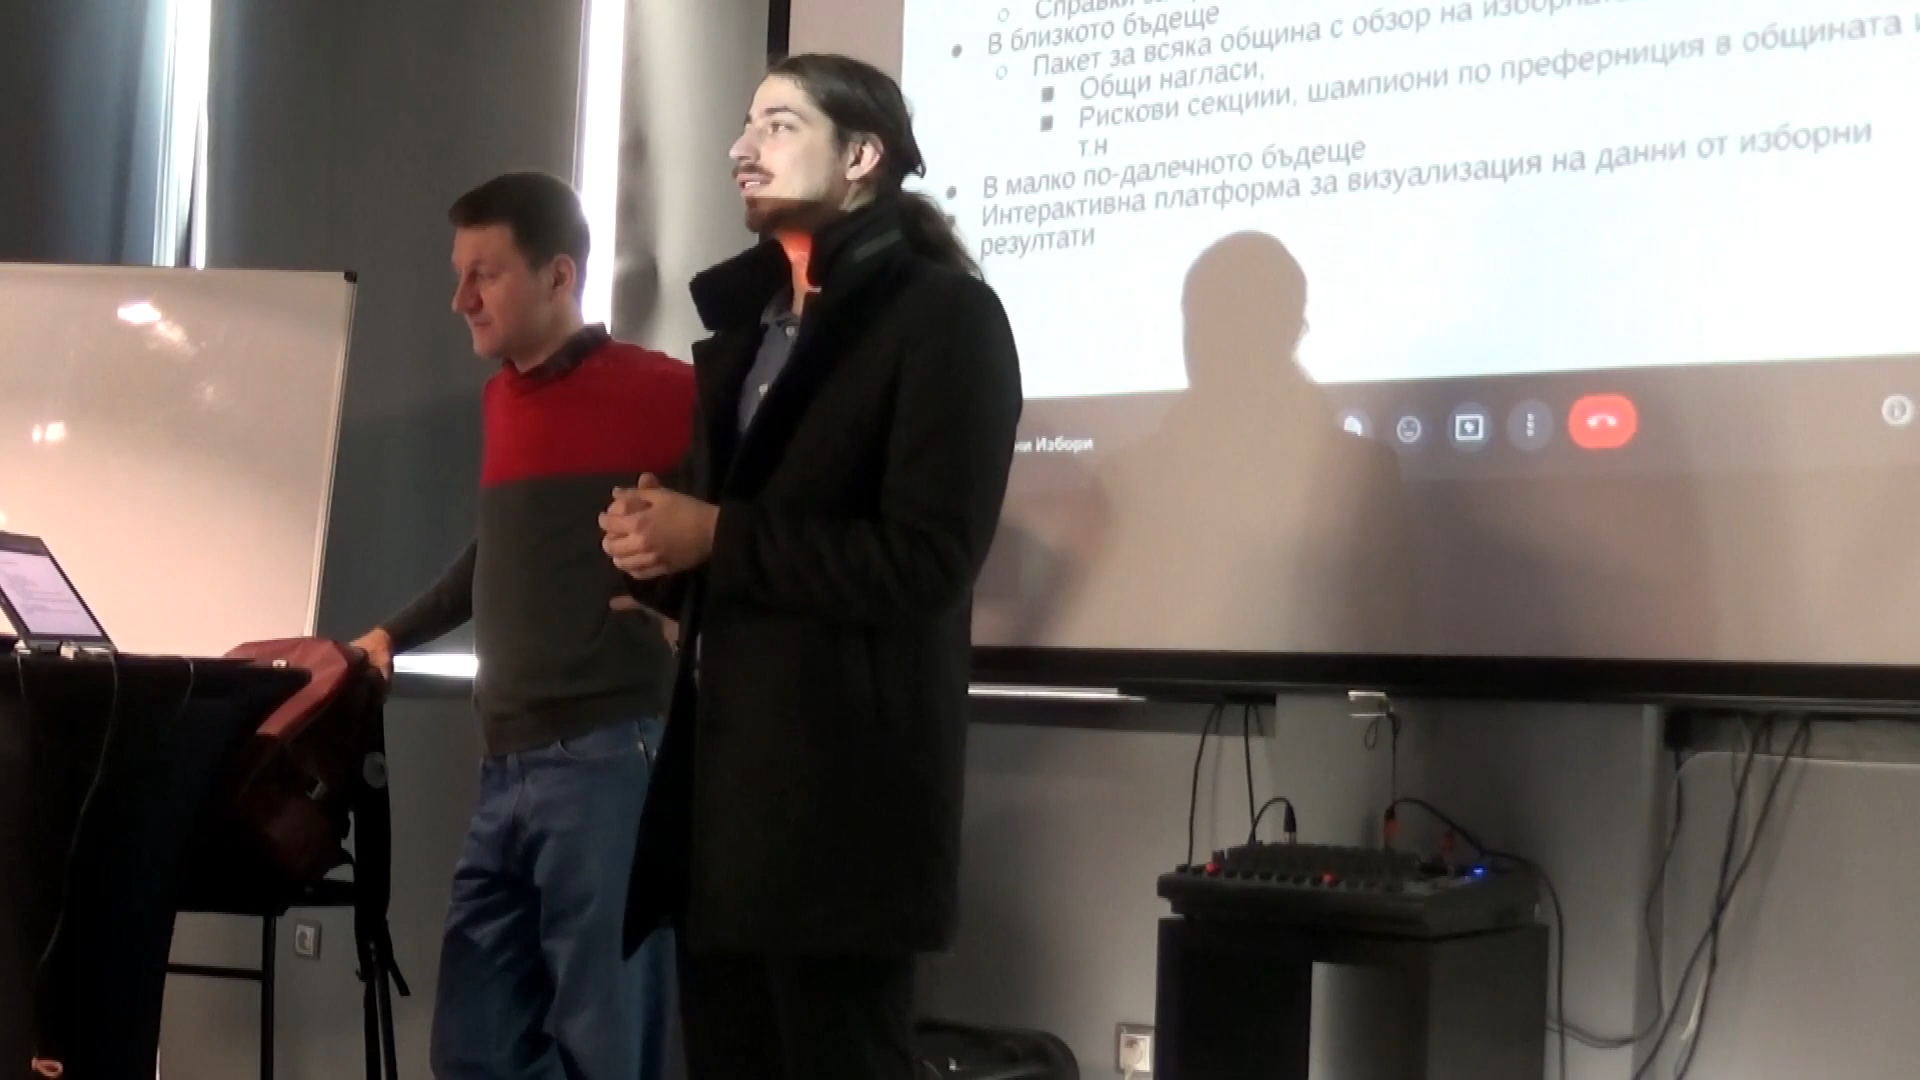 Справки
В близкото бъдеще
Пакет за всяка община с обзор на
Общи нагласи,
Рискови секциии, шампиони по преферниция в общината
т.н
В малко по-далечното бъдеще
Интерактивна платформа за визуализация на данни от изборни
резултати
Избори